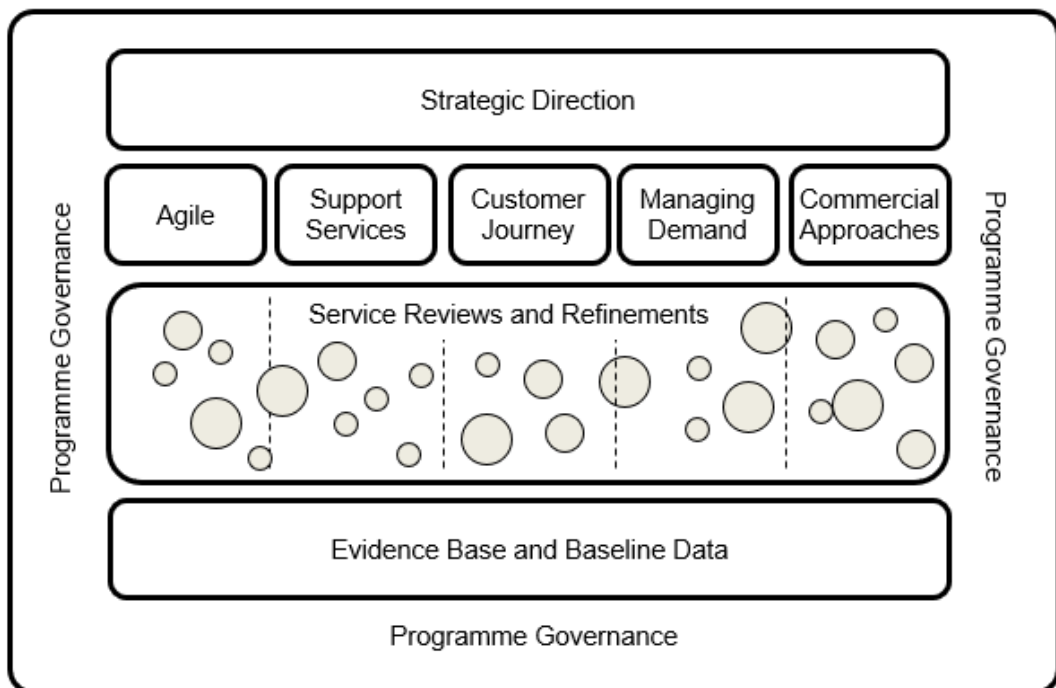 Strategic Direction
Agile
Support
Services
Customer
Journey
Managing
Demand
Commercial
Approaches
Programme Governance
Programme Governance
Service Reviews and Refinements
Evidence Base and Baseline Data
Programme Governance